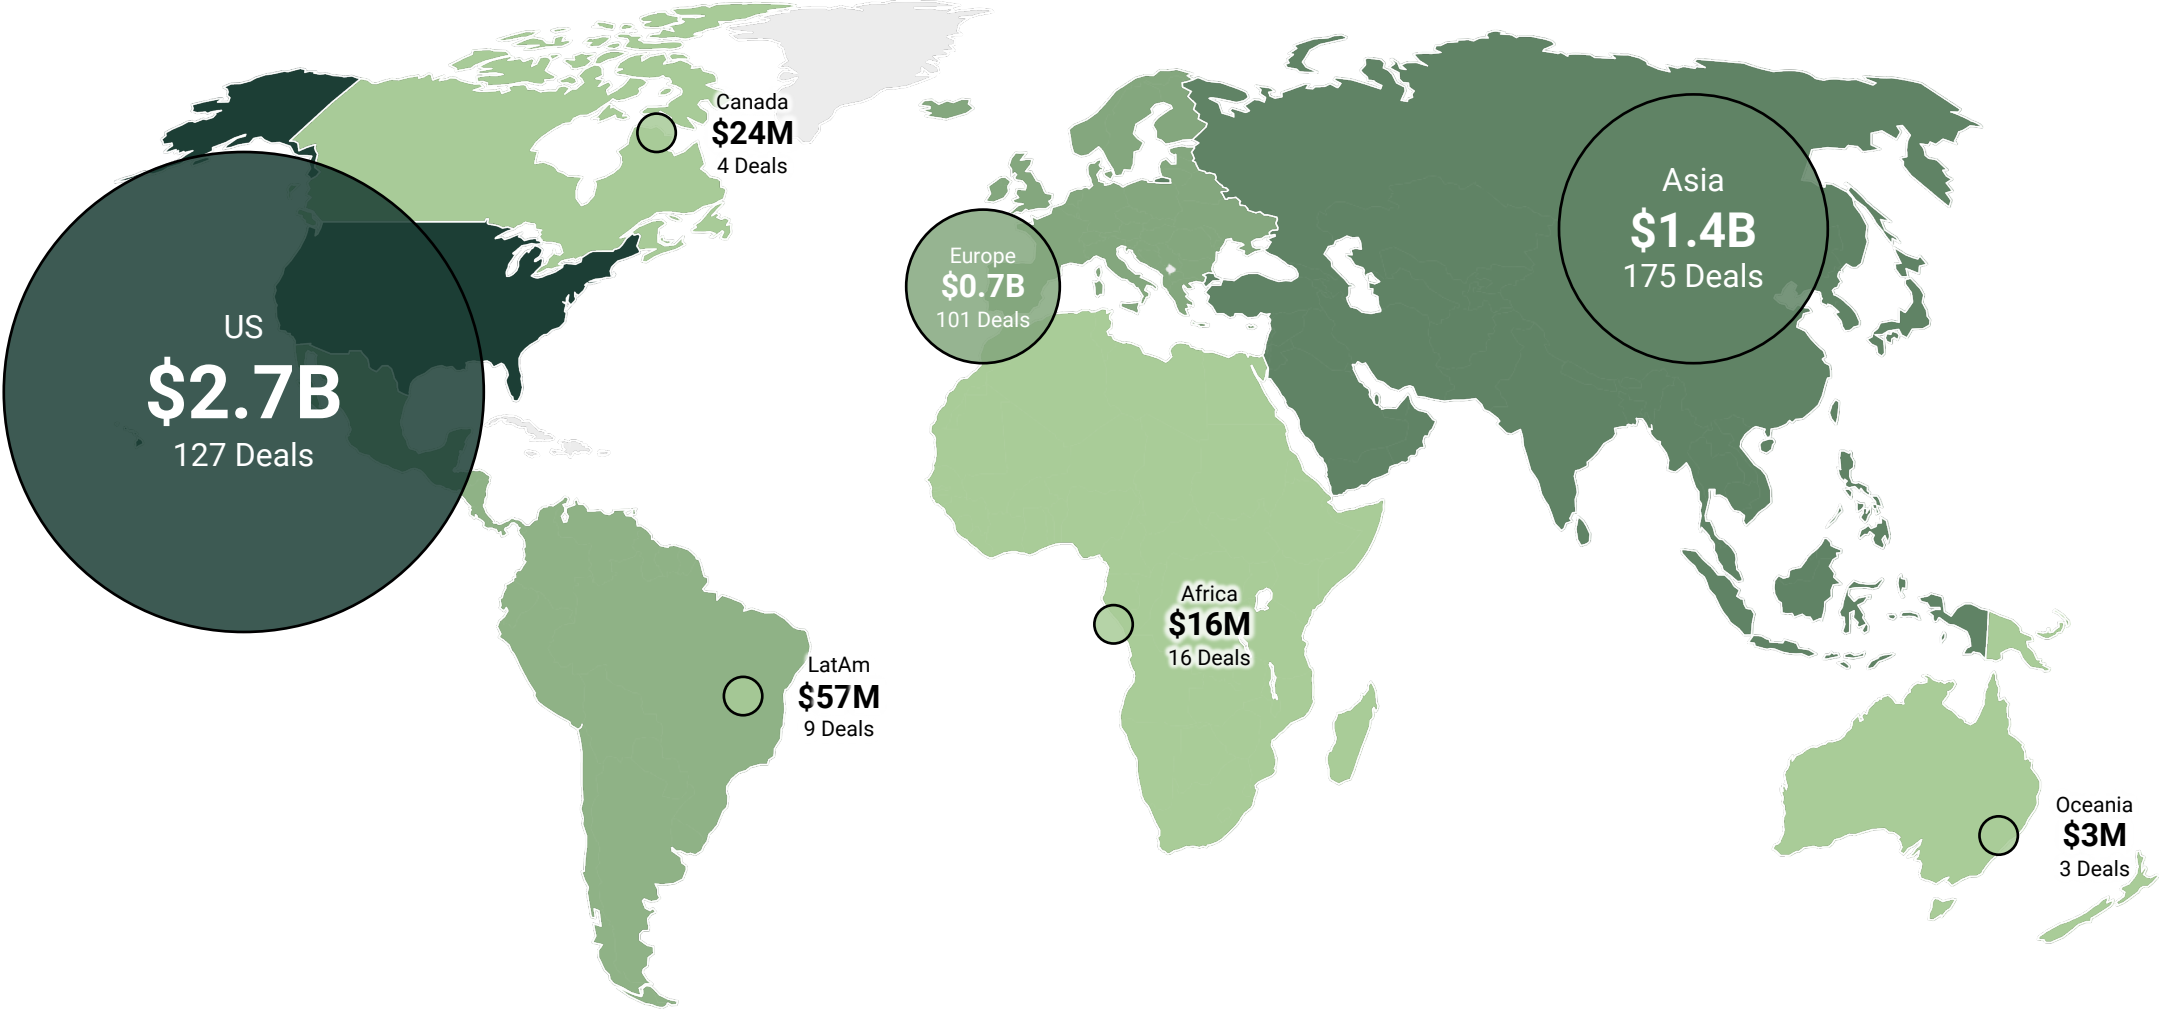 Canada
$24M
4 Deals
US
$2.7B
127 Deals
LatAm
$57M
9 Deals
Europe
$0.7B
101 Deals
Africa
$16M
16 Deals
Asia
$1.4B
175 Deals
Oceania
$3M
3 Deals